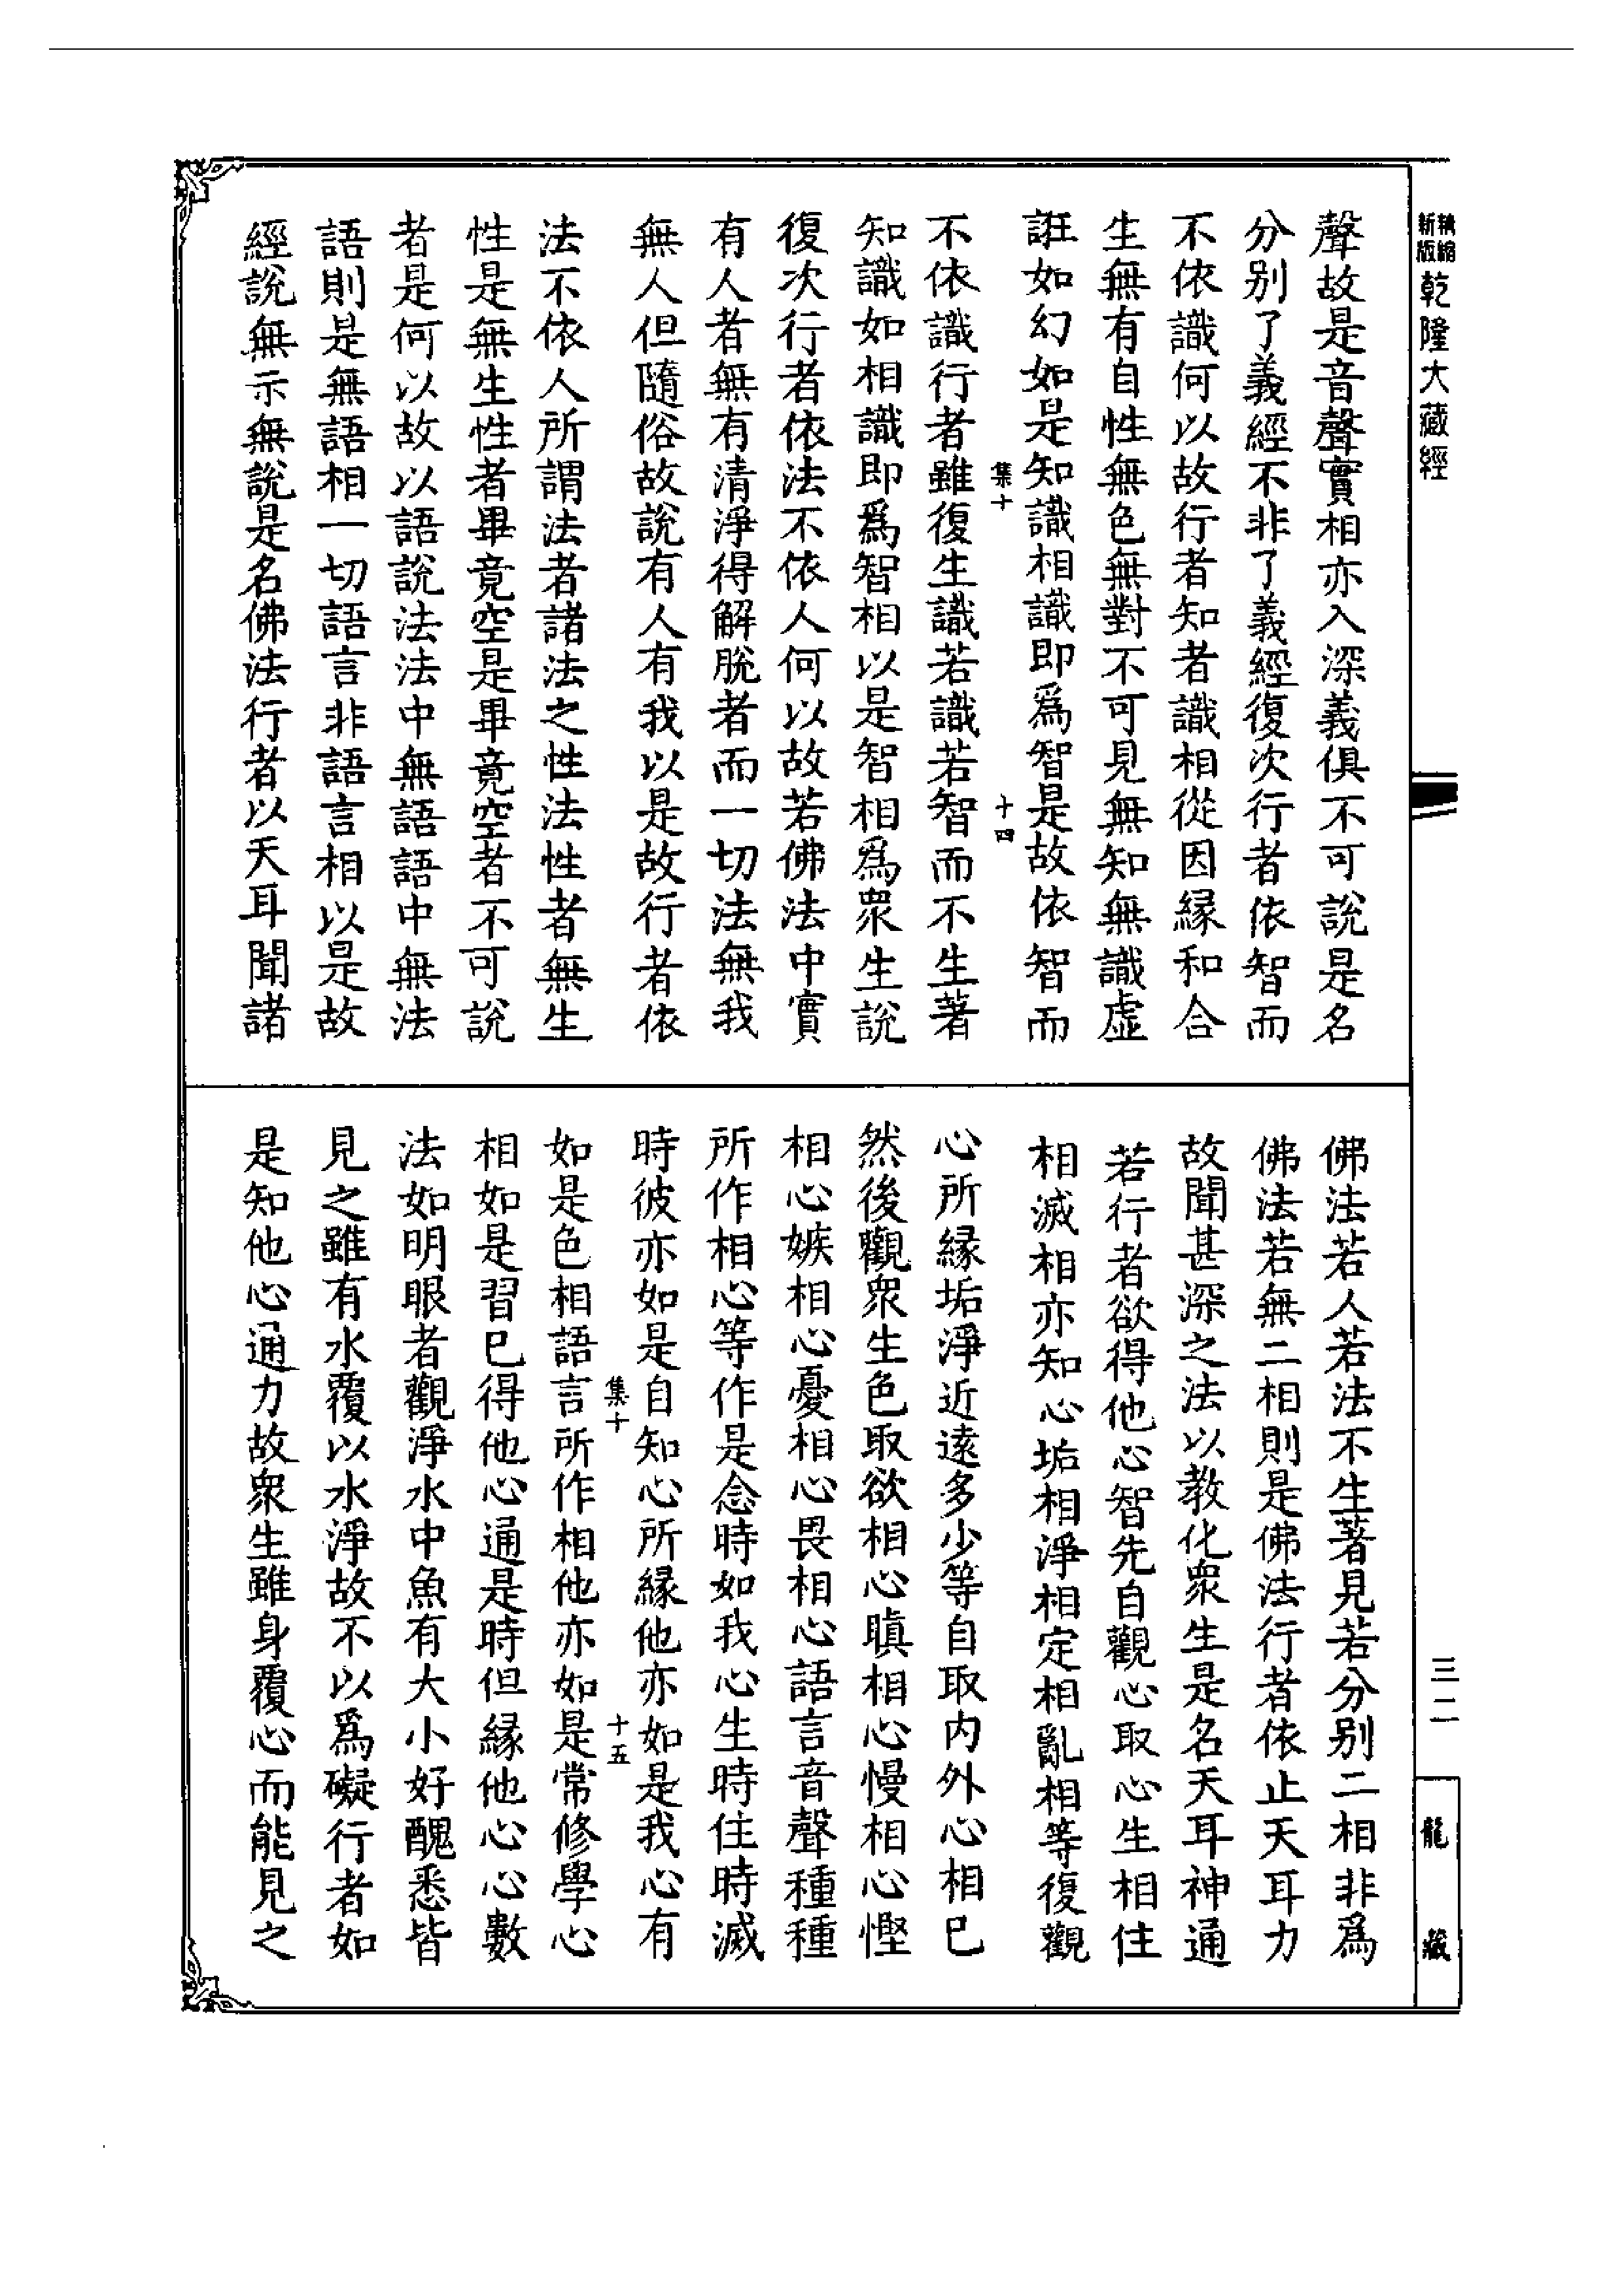 新版
精縮
乾隆大藏經
三二
龍藏
聲故是音聲實相亦入深義俱不可說是名
分别了義經不非了義經復次行者依智而
不依識何以故行者知者識相從因緣和合
生無有自性無色無對不可見無知無識虛
誑如幻如是知識相識即爲智是故依智而
集十
十四
不依識行者雖復生識若識若智而不生著
知識如相識即爲智相以是智相爲衆生說
復次行者依法不依人何以故若佛法中實
有人者無有清淨得解脫者而一切法無我
無人但隨俗故說有人有我以是故行者依
法不依人所謂法者諸法之性法性者無生
性是無生性者畢竟空是畢竟空者不可說
者是何以故以語說法法中無語語中無法
語則是無語相一切語言非語言相以是故
經說無示無說是名佛法行者以天耳聞諸
佛法若人若法不生著見若分别二相非爲
佛法若無二相則是佛法行者依止天耳力
故聞甚深之法以教化衆生是名天耳神通
若行者欲得他心智先自觀心取心生相住
相滅相亦知心垢相淨相定相亂相等復觀
心所緣垢淨近遠多少等自取内外心相巳
然後觀衆生色取欲相心瞋相心慢相心慳
相心嫉相心憂相心畏相心語言音聲種種
所作相心等作是念時如我心生時住時滅
時彼亦如是自知心所緣他亦如是我心有
集十
十五
如是色相語言所作相他亦如是常修學心
相如是習巳得他心通是時但緣他心心數
法如明眼者觀淨水中魚有大小好醜悉皆
見之雖有水覆以水淨故不以爲礙行者如
是知他心通力故衆生雖身覆心而能見之